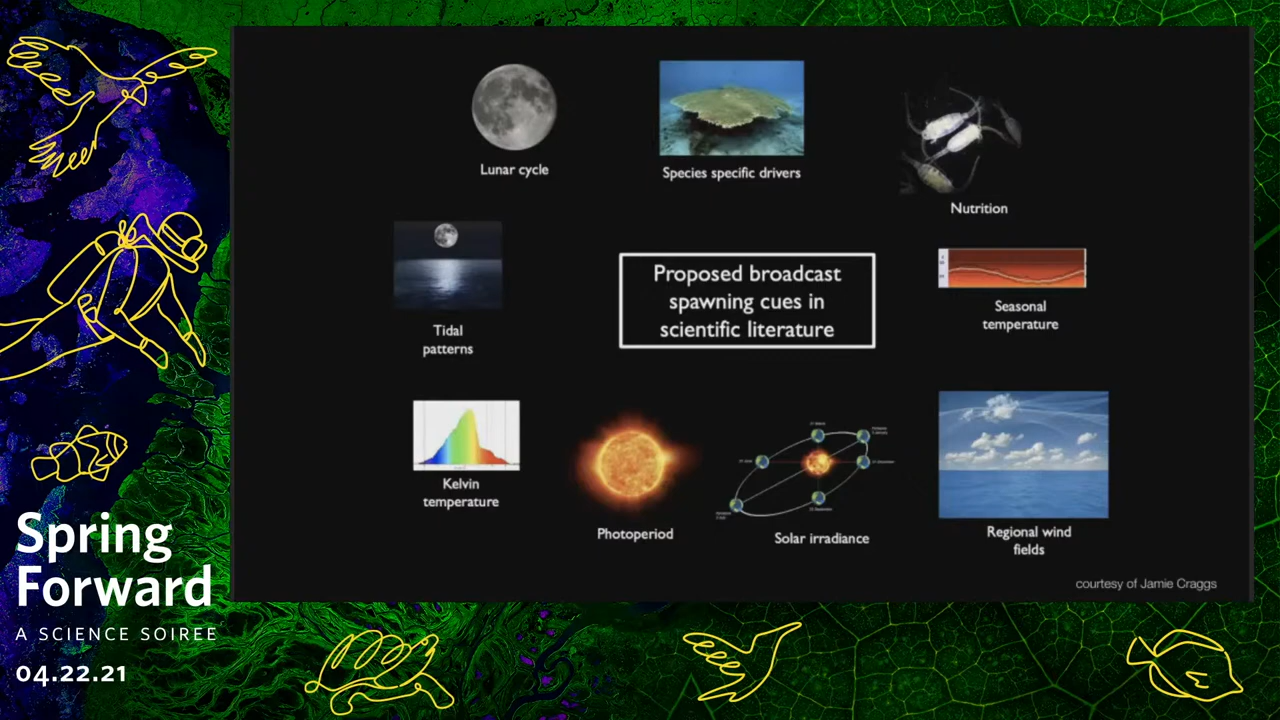 Lunar cycle
Species specific drivers
Nutrition
Tidal
patterns
Proposed broadcast
spawning cues in
scientific literature
Seasonal
temperature
Kelvin
temperature
Photoperiod
Solar irradiance
Regional wind
fields
courtesy of Jamie Craggs
Spring
Forward
A SCIENCE SOIREE
04.22.21